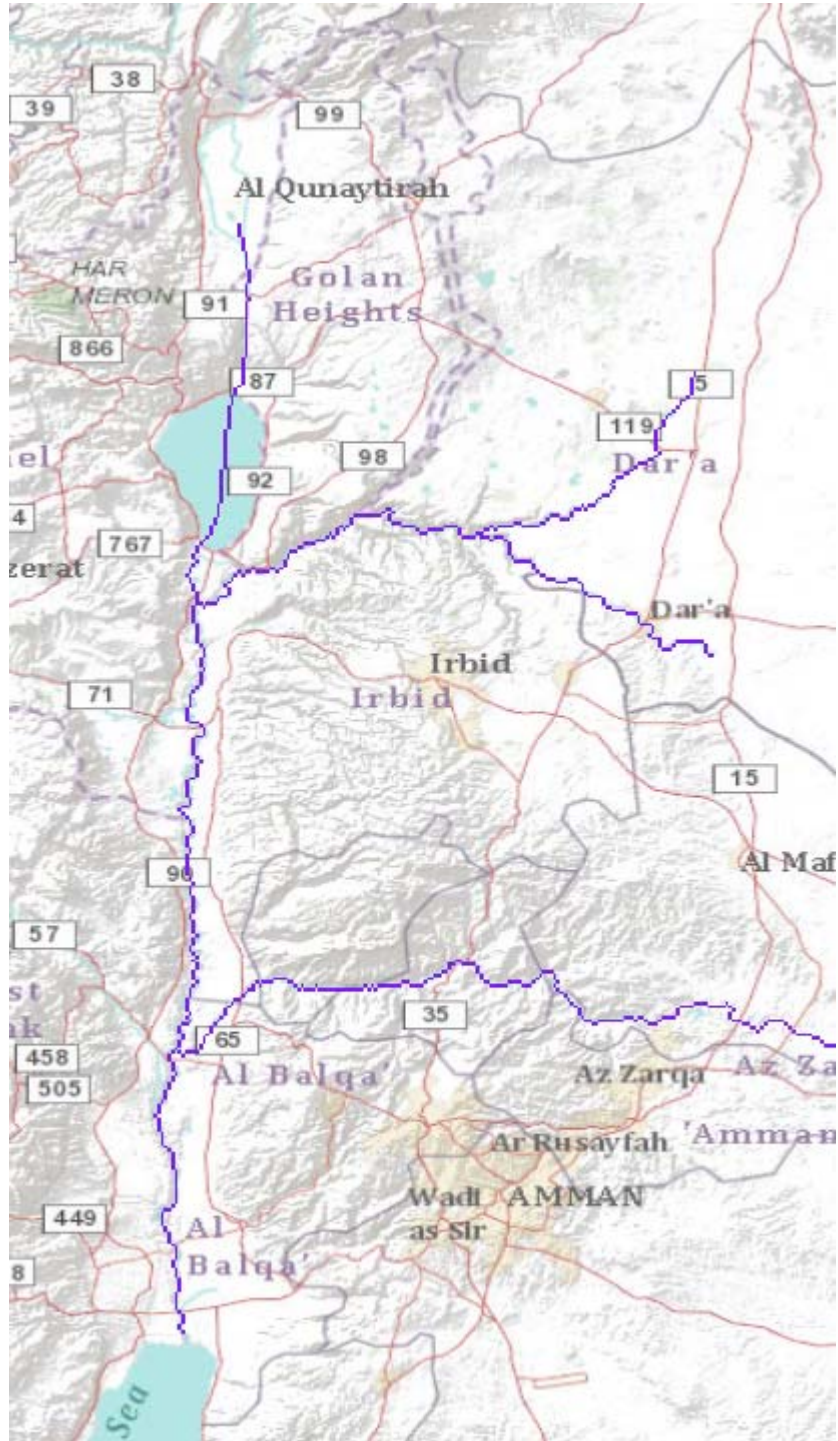 38
39
99
Al Qunaytirah
HAR
MERON
Golan
Heights
91
866
87
5
119
el
98
Dar'a
92
4
767
zerat
Dar'a
Irbid
Irbid
71
15
Al Maf
90
57
st
nk
35
65
458
Al Balqa'
Az Zarqa
Az Za
505
Ar Rusayfah
'Amman
Wadi
as Sir
AMMAN
449
Al
Balqa'
8
Sea